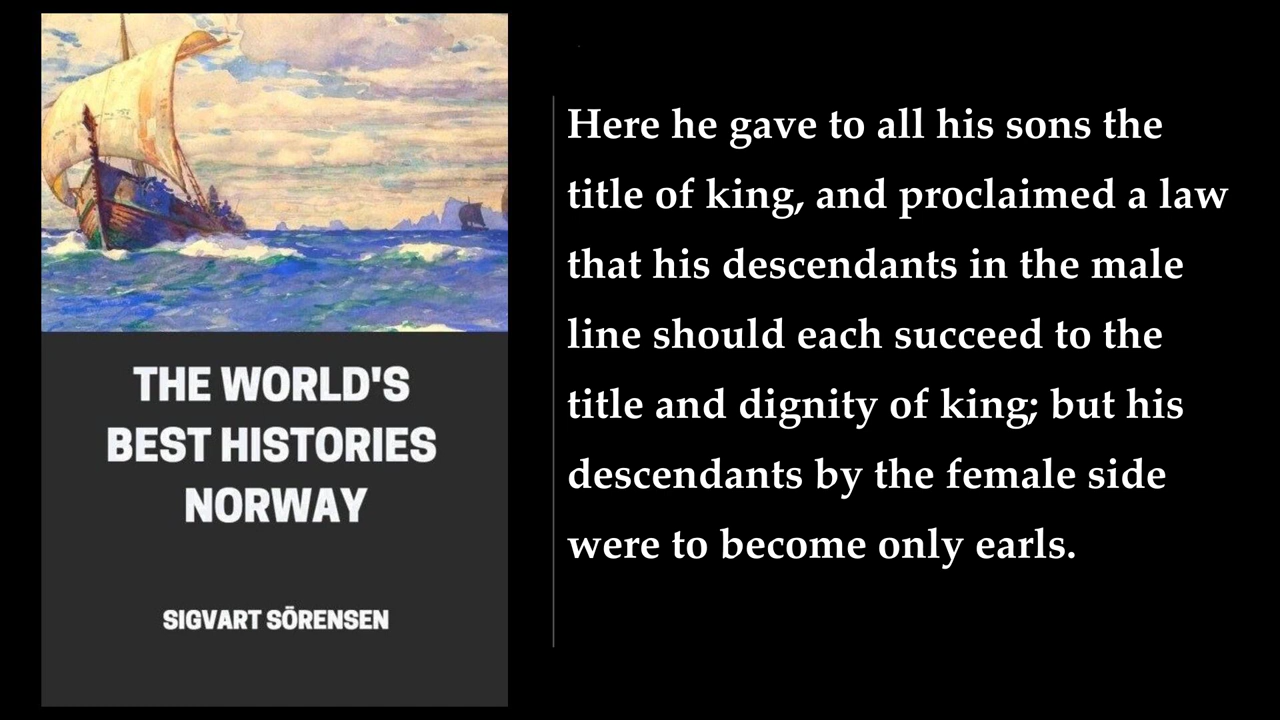 THE WORLD'S
BEST HISTORIES
NORWAY
SIGVART SÖRENSEN
Here he gave to all his sons the
title of king, and proclaimed a law
that his descendants in the male
line should each succeed to the
title and dignity of king; but his
descendants by the female side
were to become only earls.